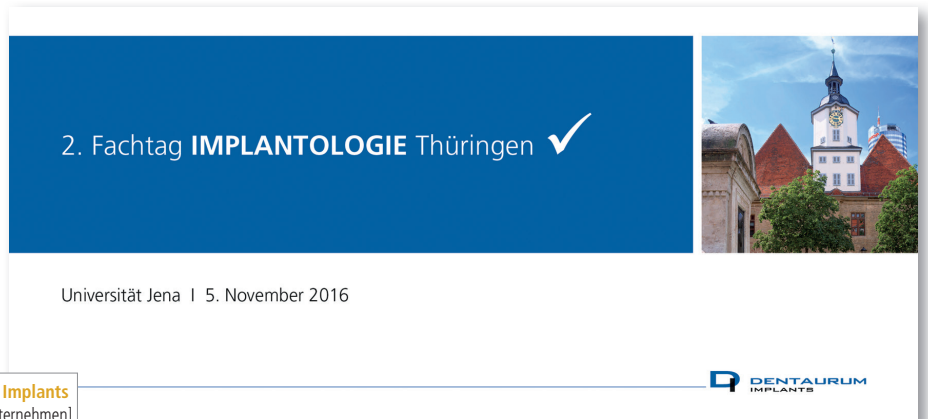 2. Fachtag IMPLANTOLOGIE Thüringen ✓
Universität Jena I 5. November 2016
DENTAURUM
IMPLANTS
Implants